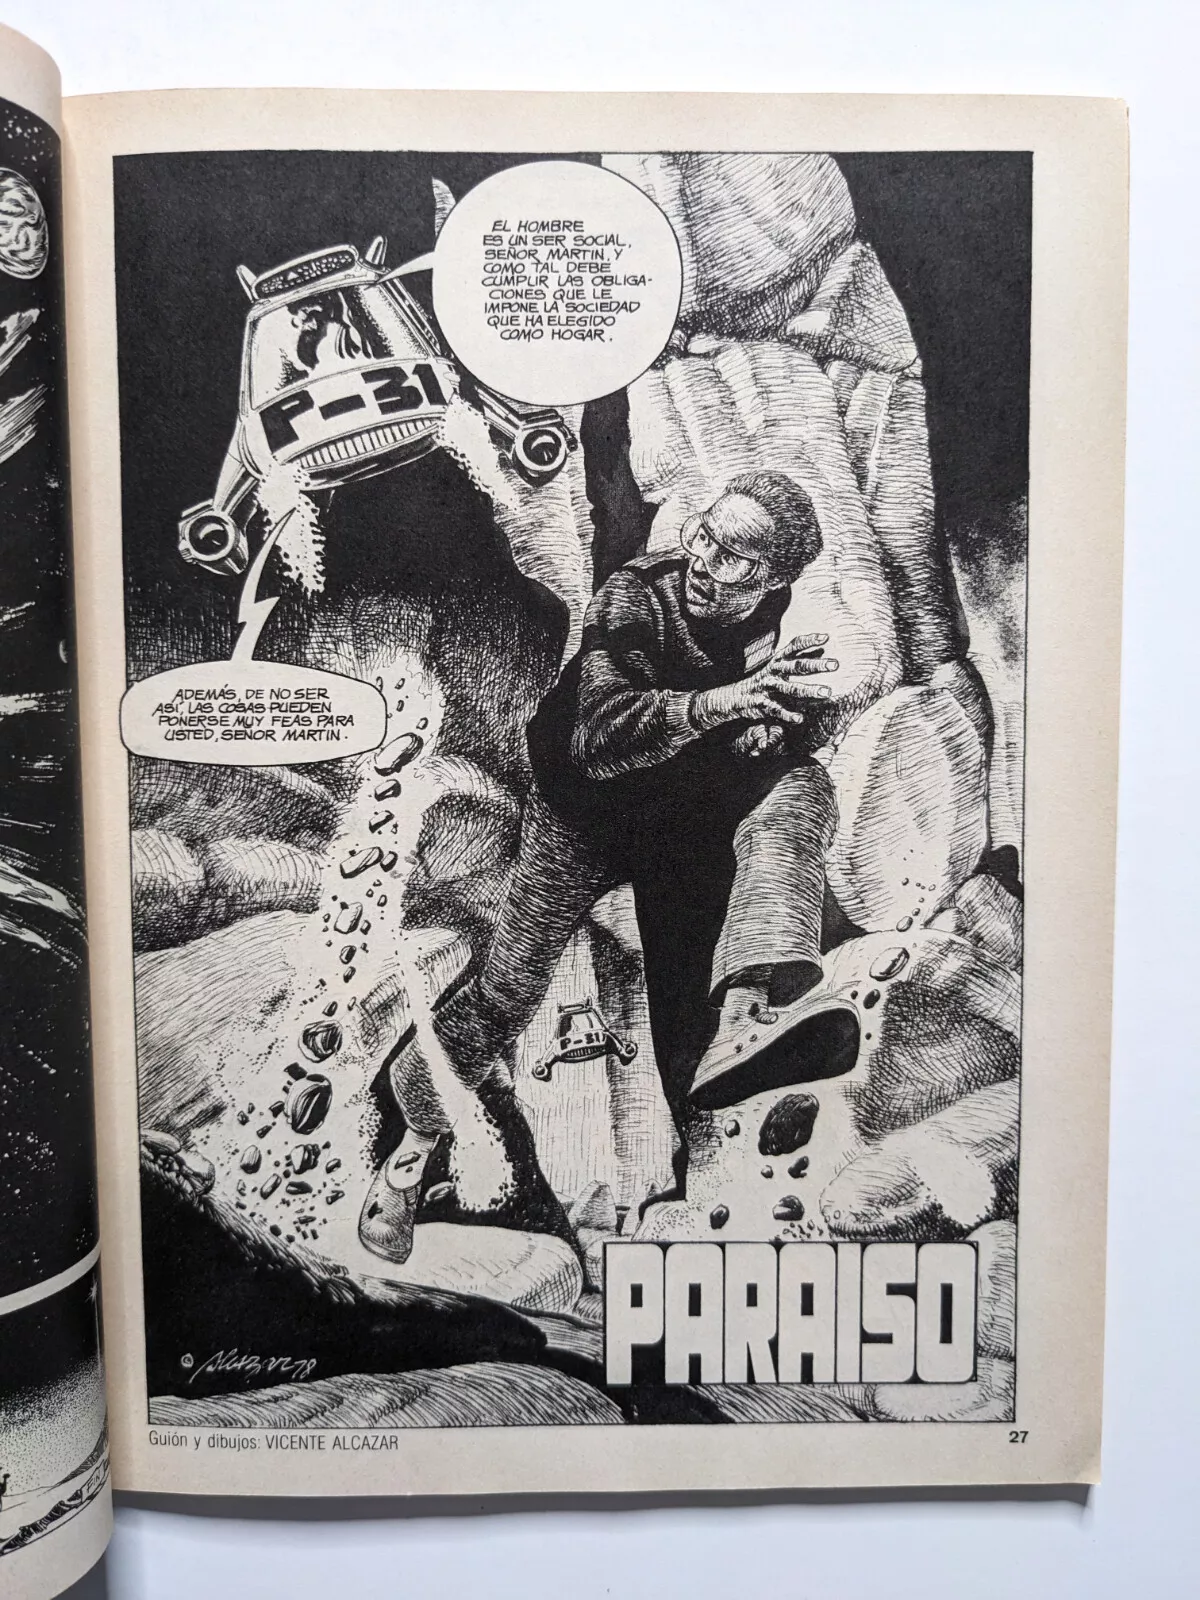 EL HOMBRE
ES UN SER SOCIAL,
SEÑOR MARTIN, Y
COMO TAL DEBE
CUMPLIR LAS OBLIGA-
CIONES QUE LE
IMPONE LA SOCIEDAD
QUE HA ELEGIDO
COMO HOGAR.
P-31
ADEMÁS, DE NO SER
ASÍ, LAS COSAS PUEDEN
PONERSE MUY FEAS PARA
USTED, SEÑOR MARTIN.
P-31
PARAISO
© ALCAZAR 78
Guión y dibujos: VICENTE ALCAZAR
27
FIN